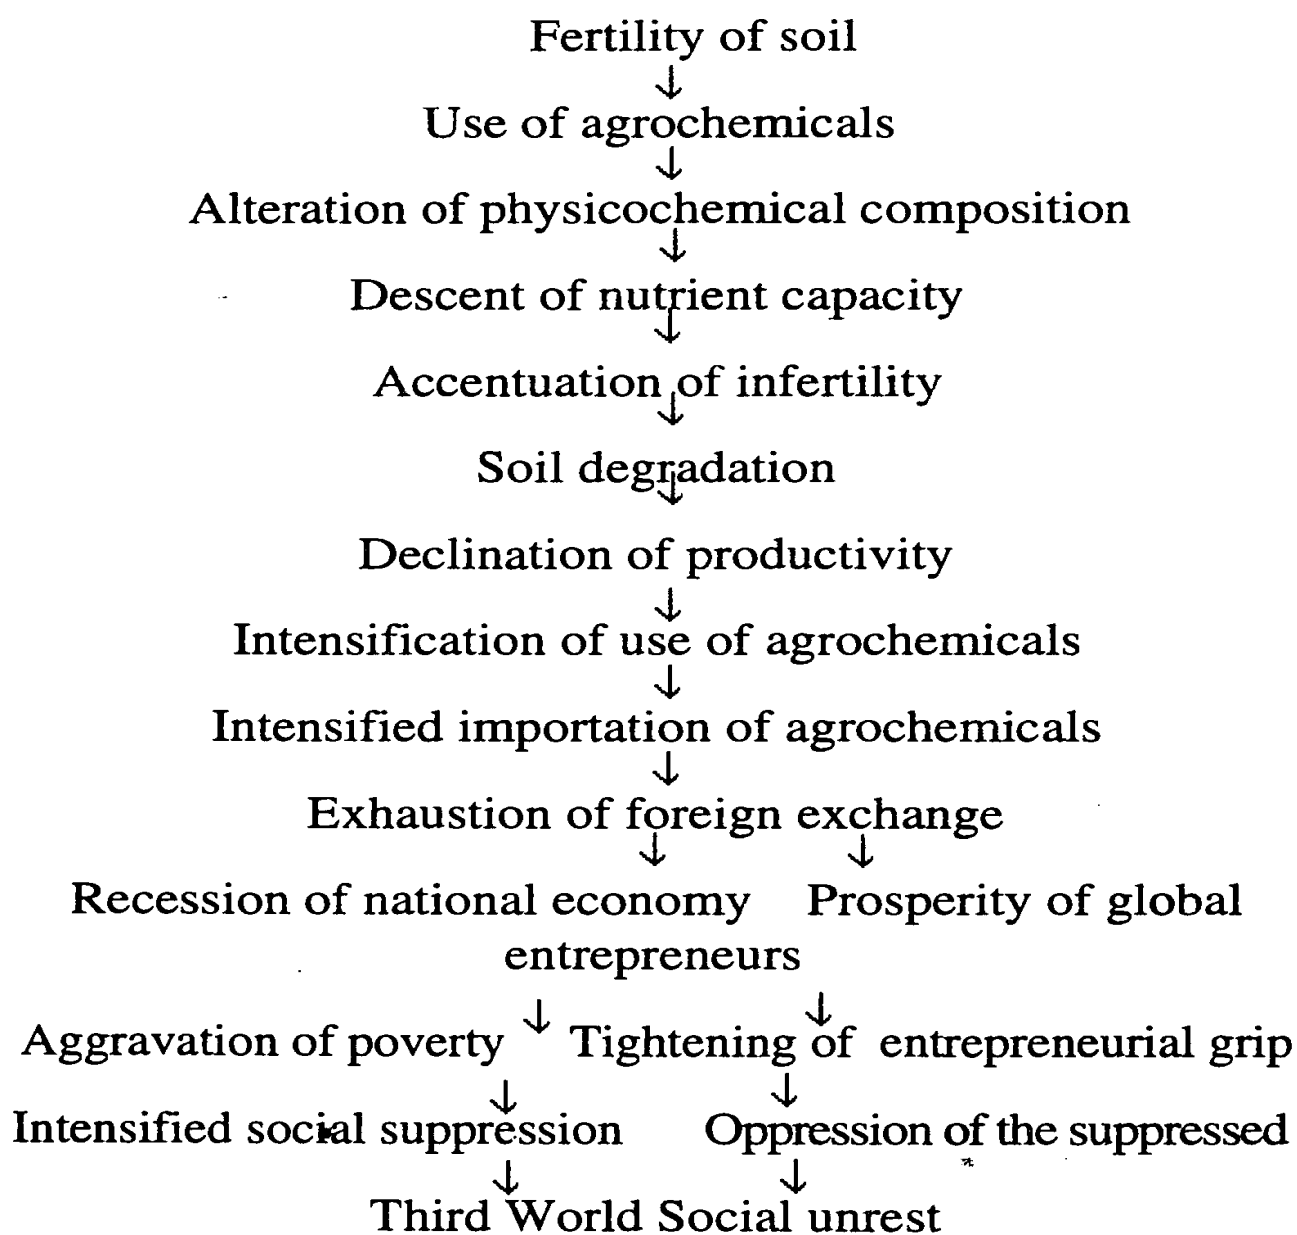 Fertility of soil
↓
Use of agrochemicals
↓
Alteration of physicochemical composition
↓
Descent of nutrient capacity
↓
Accentuation of infertility
↓
Soil degradation
↓
Declination of productivity
↓
Intensification of use of agrochemicals
↓
Intensified importation of agrochemicals
↓
Exhaustion of foreign exchange
↓ ↓
Recession of national economy Prosperity of global
entrepreneurs
↓ ↓
Aggravation of poverty Tightening of entrepreneurial grip
↓ ↓
Intensified social suppression Oppression of the suppressed
↓ ↓
Third World Social unrest